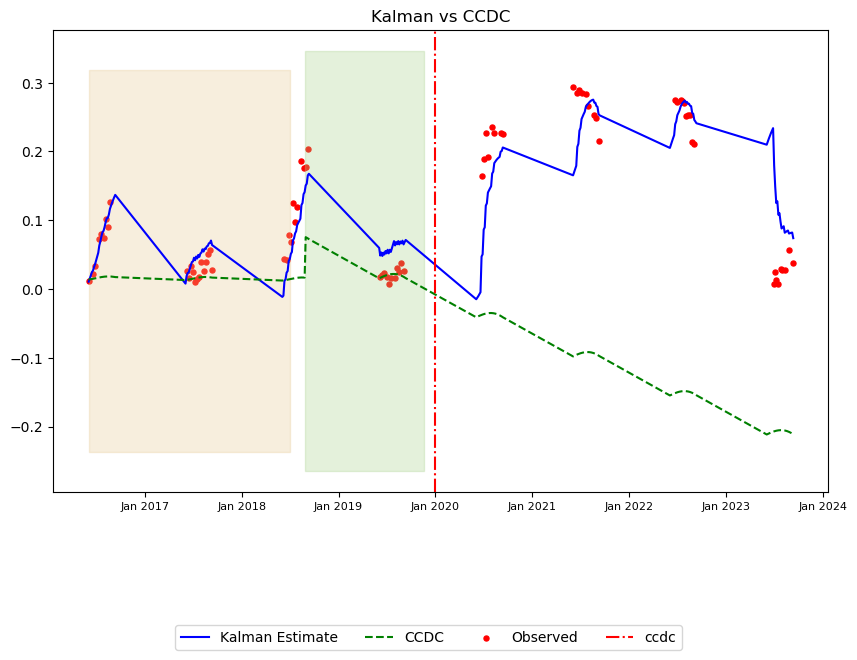 Kalman vs CCDC
0.3
0.2
0.1
0.0
−0.1
−0.2
Jan 2017 Jan 2018 Jan 2019 Jan 2020 Jan 2021 Jan 2022 Jan 2023 Jan 2024
Kalman Estimate CCDC Observed ccdc